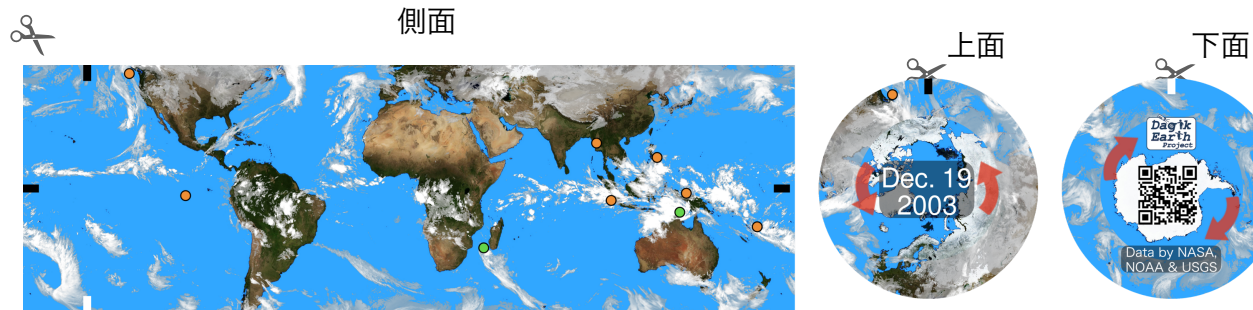 側面
上面
下面
Dec. 19
2003
Dagik
Earth
Project
Data by NASA,
NOAA & USGS